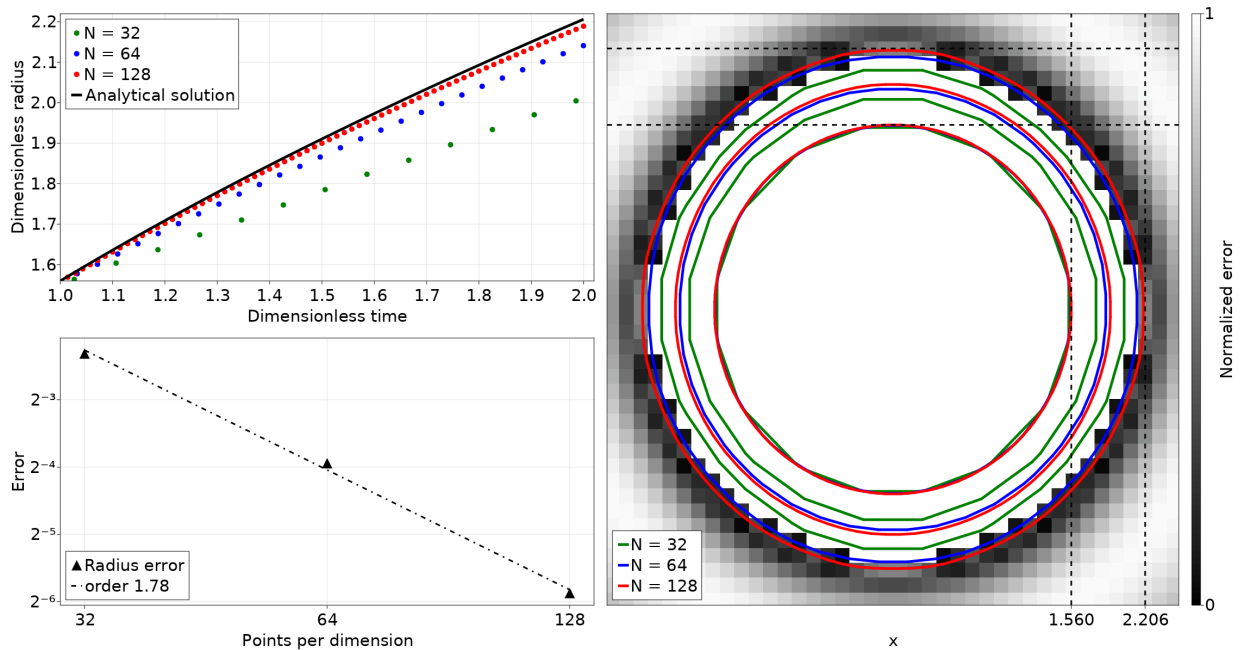 2.2
2.1
2.0
1.9
1.8
1.7
1.6
Dimensionless radius
N = 32
N = 64
N = 128
Analytical solution
1.0 1.1 1.2 1.3 1.4 1.5 1.6 1.7 1.8 1.9 2.0
Dimensionless time
2⁻³
2⁻⁴
2⁻⁵
2⁻⁶
Error
Radius error
order 1.78
32 64 128
Points per dimension
N = 32
N = 64
N = 128
1.560 2.206
x
1
0
Normalized error